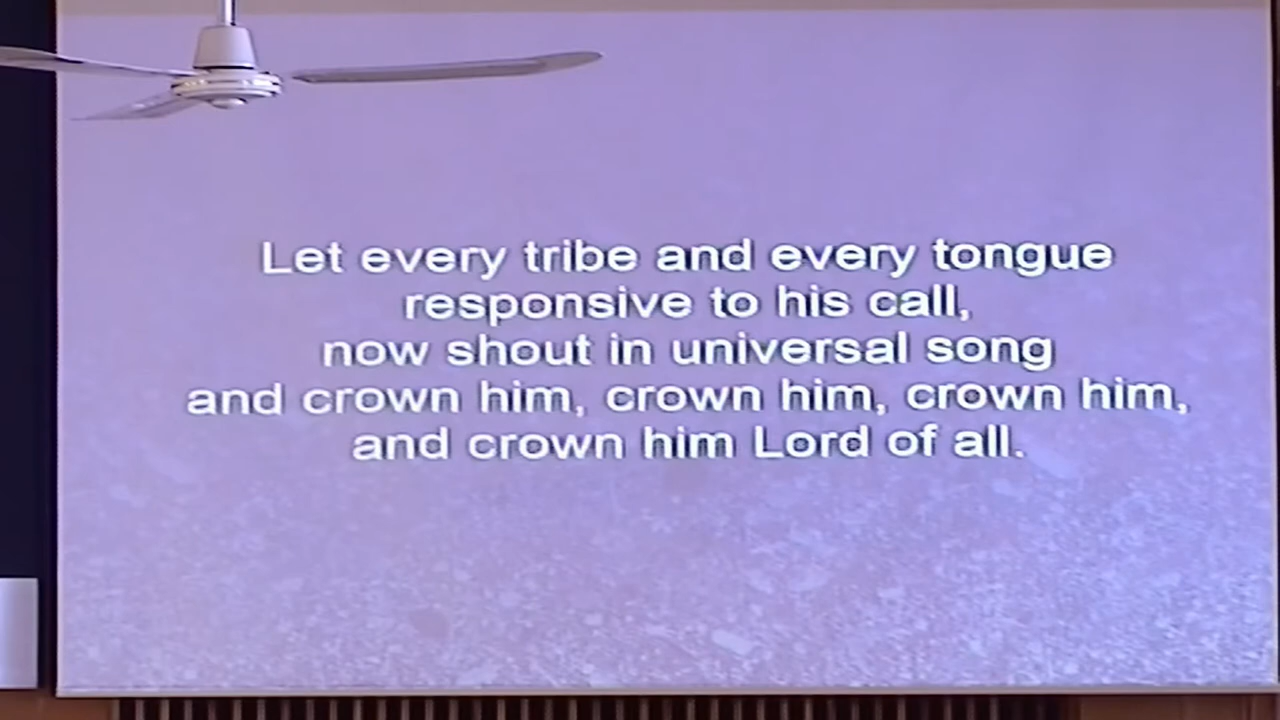 Let every tribe and every tongue
responsive to his call,
now shout in universal song
and crown him, crown him, crown him,
and crown him Lord of all.